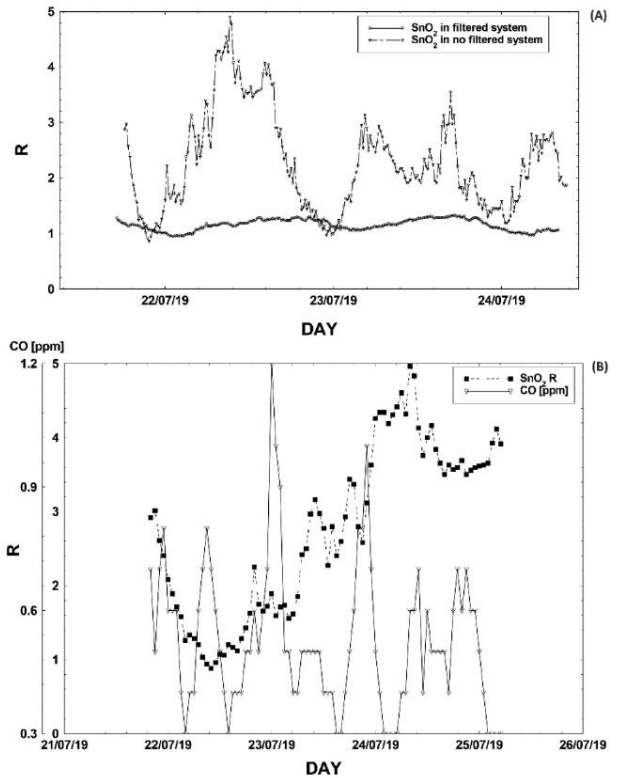 (A)
SnO2 in filtered system
SnO2 in no filtered system
5
4
3
2
1
0
R
22/07/19
23/07/19
24/07/19
DAY
CO [ppm]
(B)
SnO2 R
CO [ppm]
1.2
0.9
0.6
0.3
5
4
3
2
1
0
R
21/07/19
22/07/19
23/07/19
24/07/19
25/07/19
26/07/19
DAY